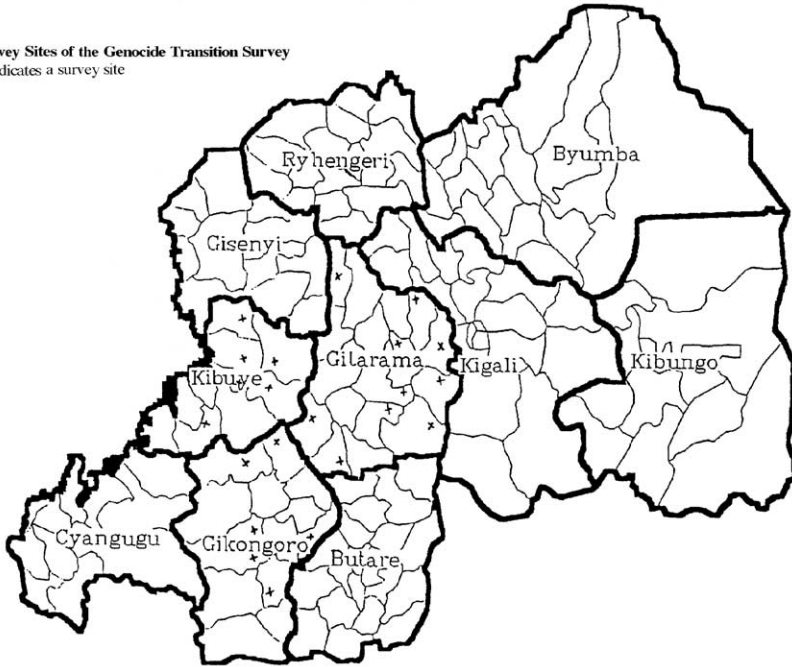 vey Sites of the Genocide Transition Survey
dicates a survey site
Byumba
Ryhengeri
Gisenyi
Gitarama
Kibuye
Kigali
Kibungo
Cyangugu
Gikongoro
Butare